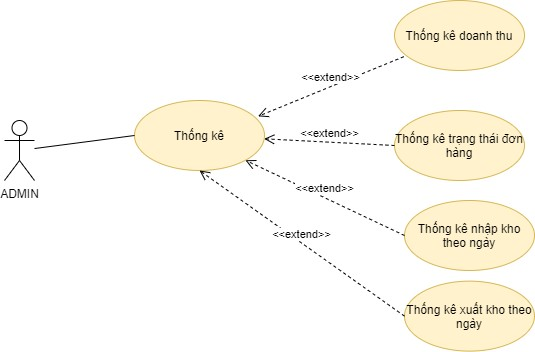 Thống kê doanh thu
<<extend>>
Thống kê
<<extend>>
Thống kê trạng thái đơn
hàng
ADMIN
<<extend>>
Thống kê nhập kho
theo ngày
<<extend>>
Thống kê xuất kho theo
ngày